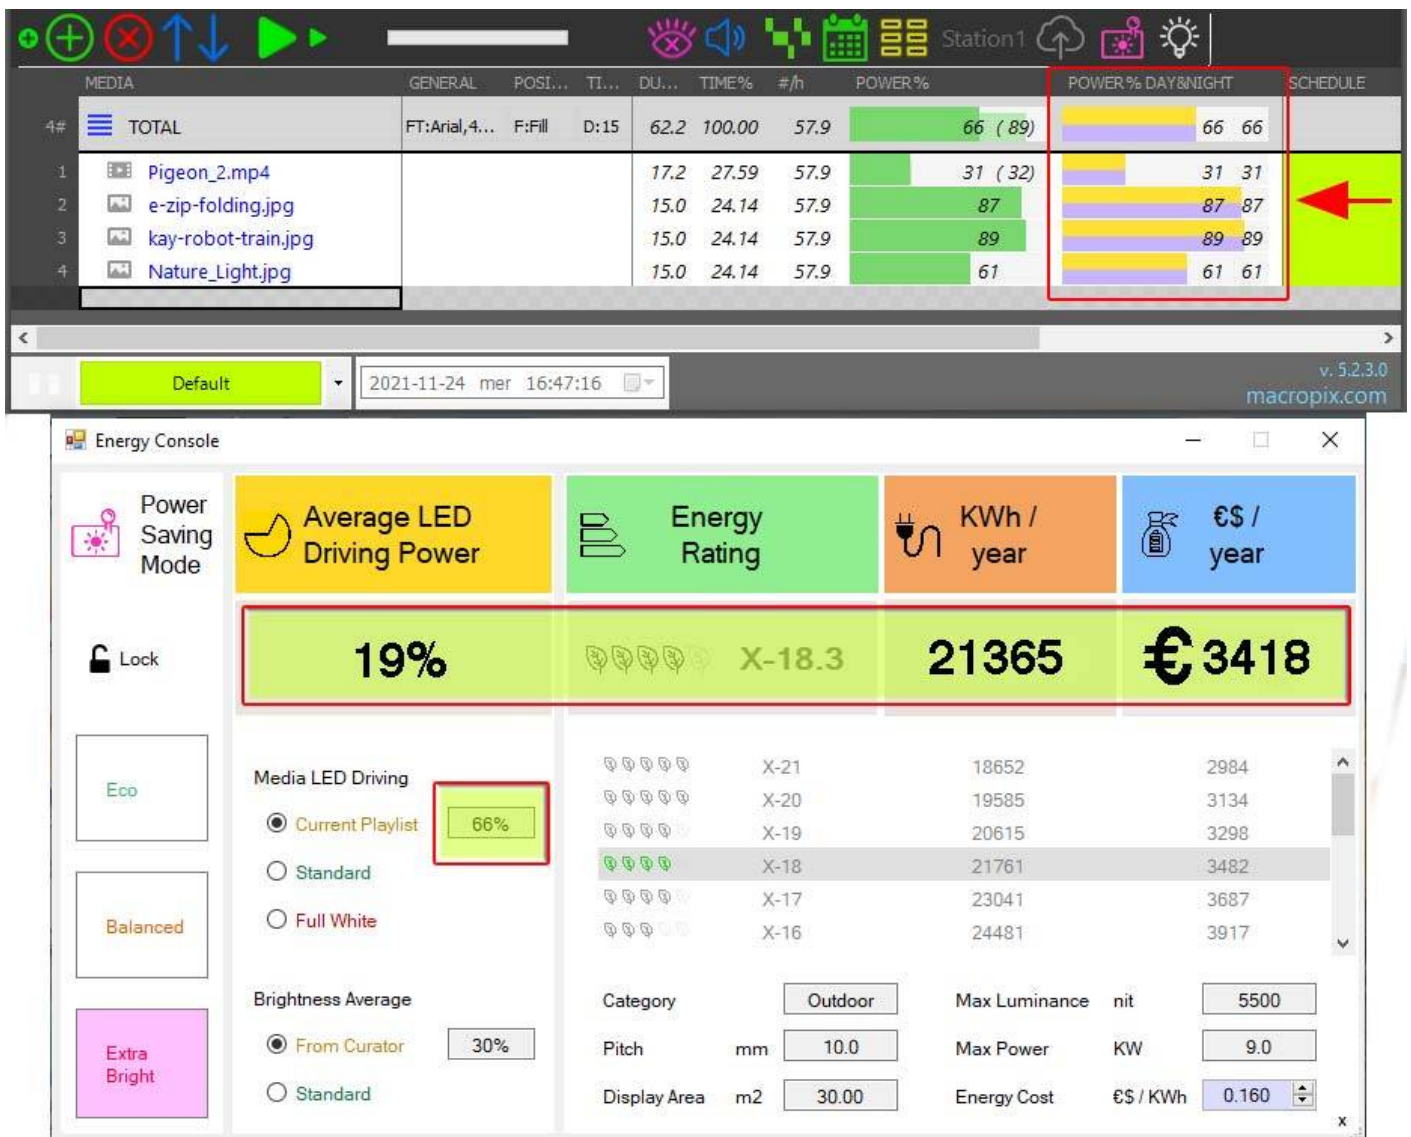 Station1
MEDIA GENERAL POSI... TI... DU... TIME% #/h POWER% POWER% DAY&NIGHT SCHEDULE
4# TOTAL FT:Arial,4... F:Fill D:15 62.2 100.00 57.9 66 ( 89) 66 66
1 Pigeon_2.mp4 17.2 27.59 57.9 31 ( 32) 31 31
2 e-zip-folding.jpg 15.0 24.14 57.9 87 87 87
3 kay-robot-train.jpg 15.0 24.14 57.9 89 89 89
4 Nature_Light.jpg 15.0 24.14 57.9 61 61 61
Default 2021-11-24 mer 16:47:16
v. 5.2.3.0
macropix.com
Energy Console
Power Saving Mode
Average LED Driving Power
Energy Rating
KWh / year
€$ / year
Lock 19% X-18.3 21365 €3418
Eco
Balanced
Extra Bright
Media LED Driving
Current Playlist 66%
Standard
Full White
Brightness Average
From Curator 30%
Standard
X-21 18652 2984
X-20 19585 3134
X-19 20615 3298
X-18 21761 3482
X-17 23041 3687
X-16 24481 3917
Category Outdoor Max Luminance nit 5500
Pitch mm 10.0 Max Power KW 9.0
Display Area m2 30.00 Energy Cost €$ / KWh 0.160
x